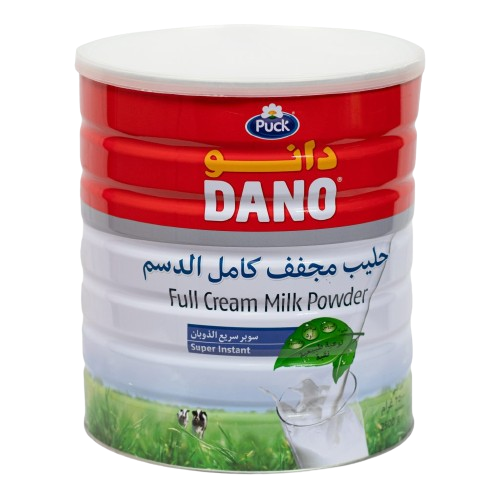 Puck
دانو
DANO®
حليب مجفف كامل الدسم
Full Cream Milk Powder
سوبر سريع الذوبان
Super Instant